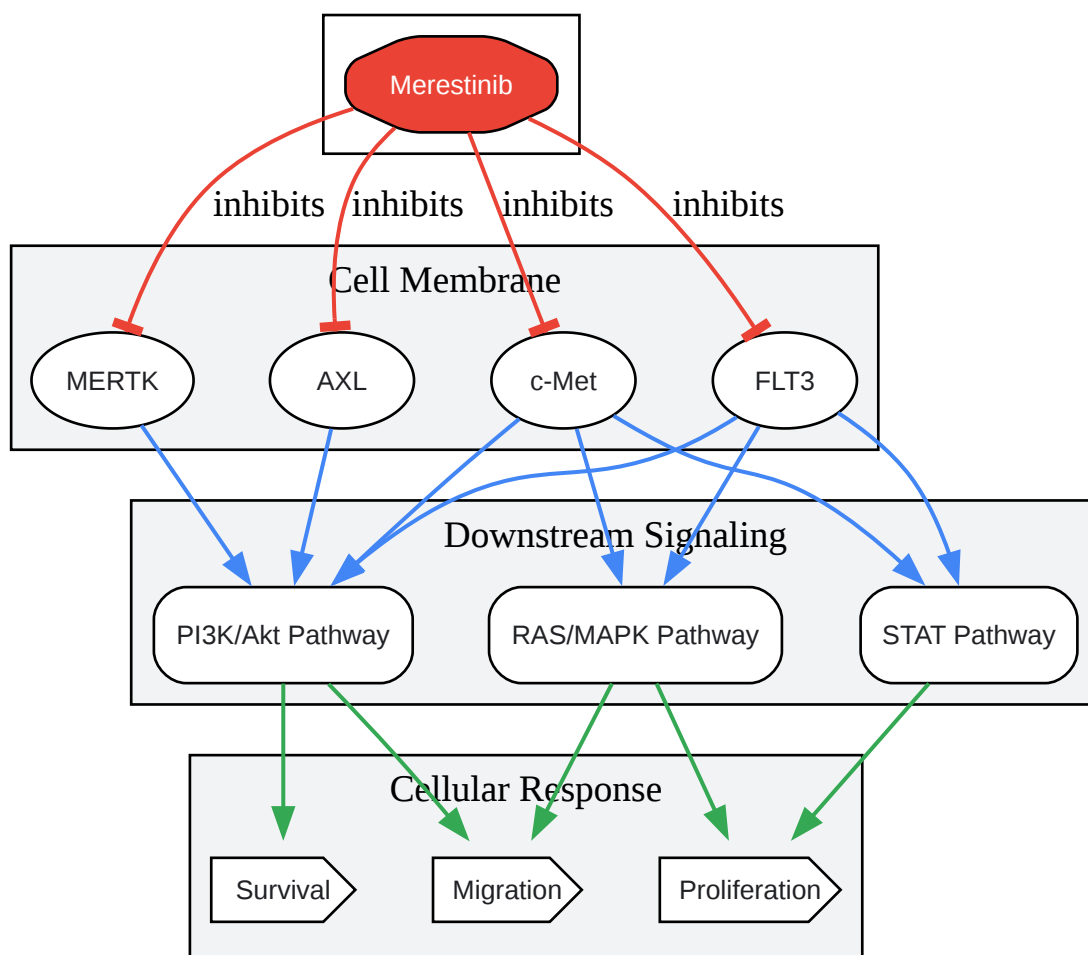 Merestinib
inhibits inhibits inhibits inhibits
Cell Membrane
MERTK AXL c-Met FLT3
Downstream Signaling
PI3K/Akt Pathway RAS/MAPK Pathway STAT Pathway
Cellular Response
Survival Migration Proliferation